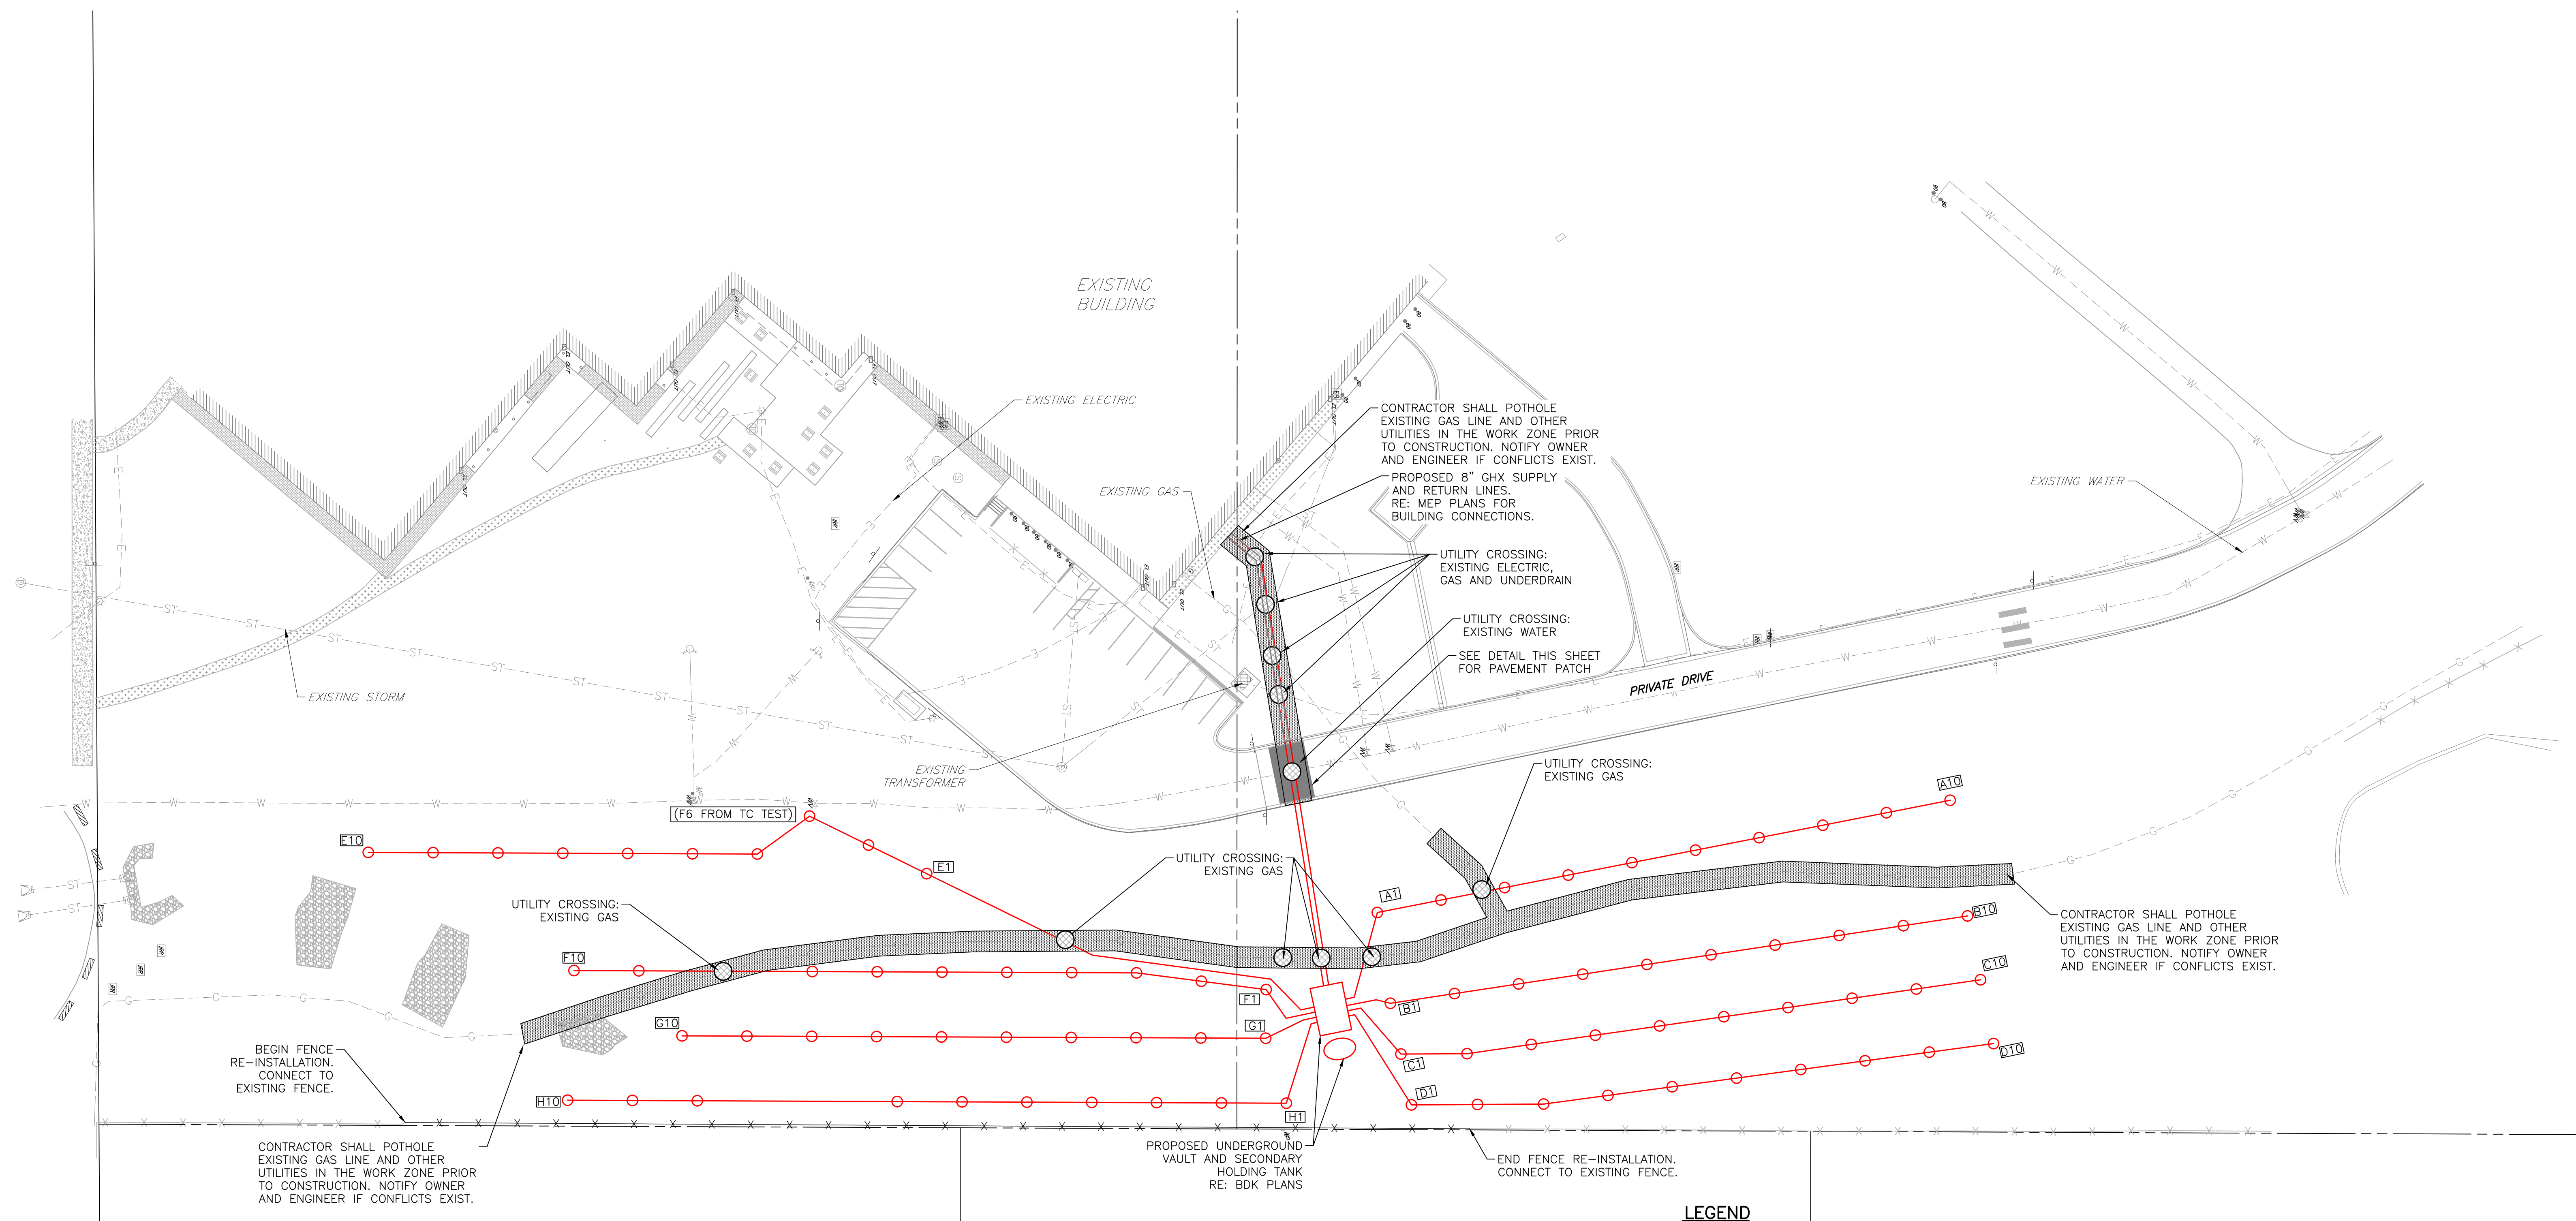 EXISTING
BUILDING
EXISTING ELECTRIC
CONTRACTOR SHALL POTHOLE
EXISTING GAS LINE AND OTHER
UTILITIES IN THE WORK ZONE PRIOR
TO CONSTRUCTION. NOTIFY OWNER
AND ENGINEER IF CONFLICTS EXIST.
PROPOSED 8" GHX SUPPLY
AND RETURN LINES.
RE: MEP PLANS FOR
BUILDING CONNECTIONS.
EXISTING GAS
EXISTING WATER
UTILITY CROSSING:
EXISTING ELECTRIC,
GAS AND UNDERDRAIN
UTILITY CROSSING:
EXISTING WATER
SEE DETAIL THIS SHEET
FOR PAVEMENT PATCH
PRIVATE DRIVE
EXISTING STORM
EXISTING
TRANSFORMER
UTILITY CROSSING:
EXISTING GAS
A10
(F6 FROM TC TEST)
E10
E1
UTILITY CROSSING:
EXISTING GAS
A1
UTILITY CROSSING:
EXISTING GAS
B10
CONTRACTOR SHALL POTHOLE
EXISTING GAS LINE AND OTHER
UTILITIES IN THE WORK ZONE PRIOR
TO CONSTRUCTION. NOTIFY OWNER
AND ENGINEER IF CONFLICTS EXIST.
F10
C10
F1
B1
G10
G1
BEGIN FENCE
RE-INSTALLATION.
CONNECT TO
EXISTING FENCE.
C1
D10
H10
D1
H1
CONTRACTOR SHALL POTHOLE
EXISTING GAS LINE AND OTHER
UTILITIES IN THE WORK ZONE PRIOR
TO CONSTRUCTION. NOTIFY OWNER
AND ENGINEER IF CONFLICTS EXIST.
PROPOSED UNDERGROUND
VAULT AND SECONDARY
HOLDING TANK
RE: BDK PLANS
END FENCE RE-INSTALLATION.
CONNECT TO EXISTING FENCE.
LEGEND